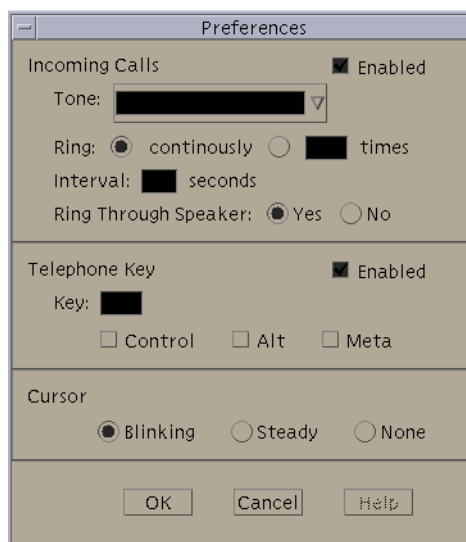 Preferences
Incoming Calls Enabled
Tone:
Ring: continously times
Interval: seconds
Ring Through Speaker: Yes No
Telephone Key Enabled
Key:
Control Alt Meta
Cursor
Blinking Steady None
OK Cancel Help